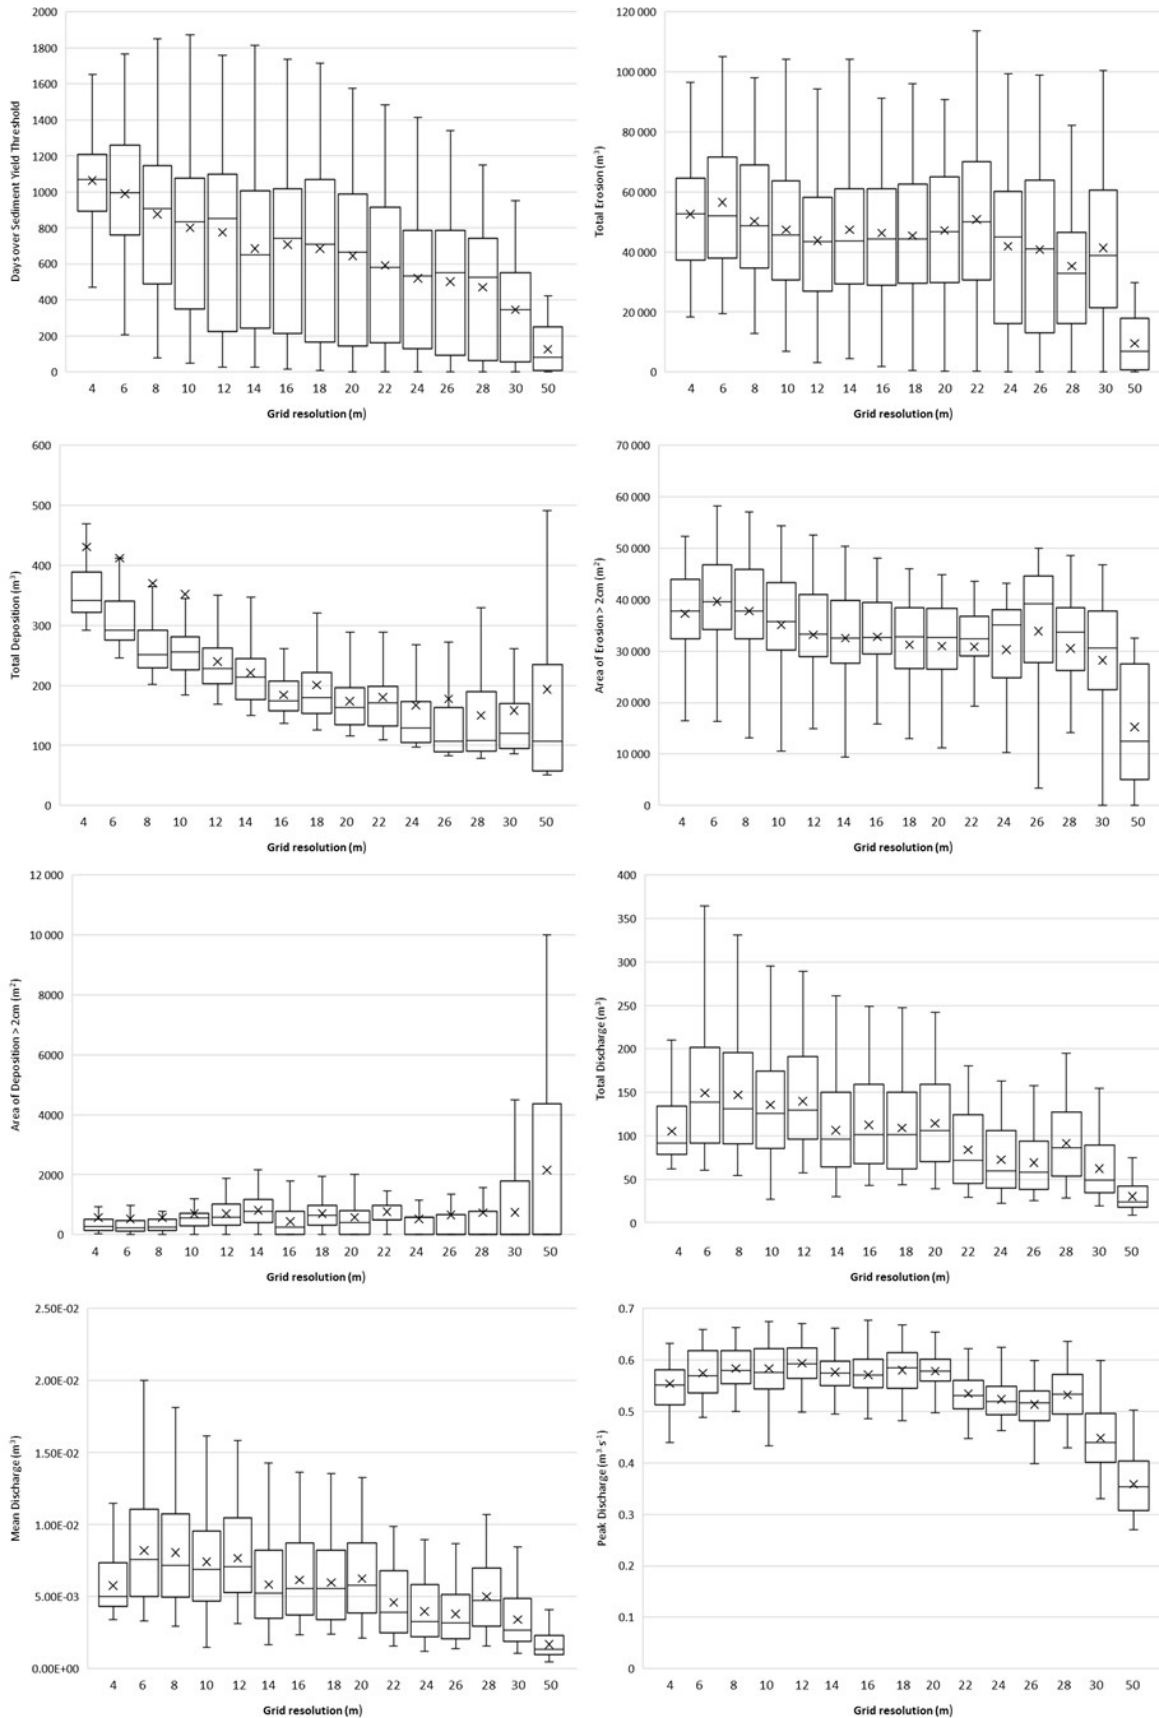 Days over Sediment Yield Threshold
2000
1800
1600
1400
1200
1000
800
600
400
200
0
4 6 8 10 12 14 16 18 20 22 24 26 28 30 50
Grid resolution (m)
Total Erosion (m³)
120 000
100 000
80 000
60 000
40 000
20 000
0
4 6 8 10 12 14 16 18 20 22 24 26 28 30 50
Grid resolution (m)
Total Deposition (m³)
600
500
400
300
200
100
0
4 6 8 10 12 14 16 18 20 22 24 26 28 30 50
Grid resolution (m)
Area of Erosion > 2cm (m²)
70 000
60 000
50 000
40 000
30 000
20 000
10 000
0
4 6 8 10 12 14 16 18 20 22 24 26 28 30 50
Grid resolution (m)
Area of Deposition > 2cm (m²)
12 000
10 000
8000
6000
4000
2000
0
4 6 8 10 12 14 16 18 20 22 24 26 28 30 50
Grid resolution (m)
Total Discharge (m³)
400
350
300
250
200
150
100
50
0
4 6 8 10 12 14 16 18 20 22 24 26 28 30 50
Grid resolution (m)
Mean Discharge (m³)
2.50E-02
2.00E-02
1.50E-02
1.00E-02
5.00E-03
0.00E+00
4 6 8 10 12 14 16 18 20 22 24 26 28 30 50
Grid resolution (m)
Peak Discharge (m³ s⁻¹)
0.7
0.6
0.5
0.4
0.3
0.2
0.1
0
4 6 8 10 12 14 16 18 20 22 24 26 28 30 50
Grid resolution (m)